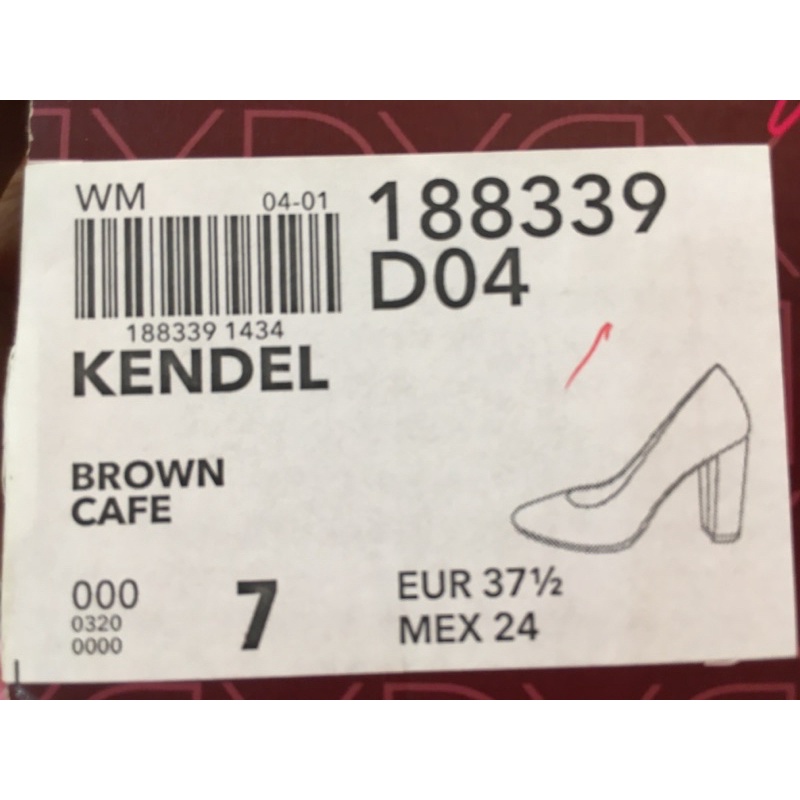 WM 04-01
188339
D04
188339 1434
KENDEL
BROWN
CAFE
000
0320
0000
7
EUR 37½
MEX 24